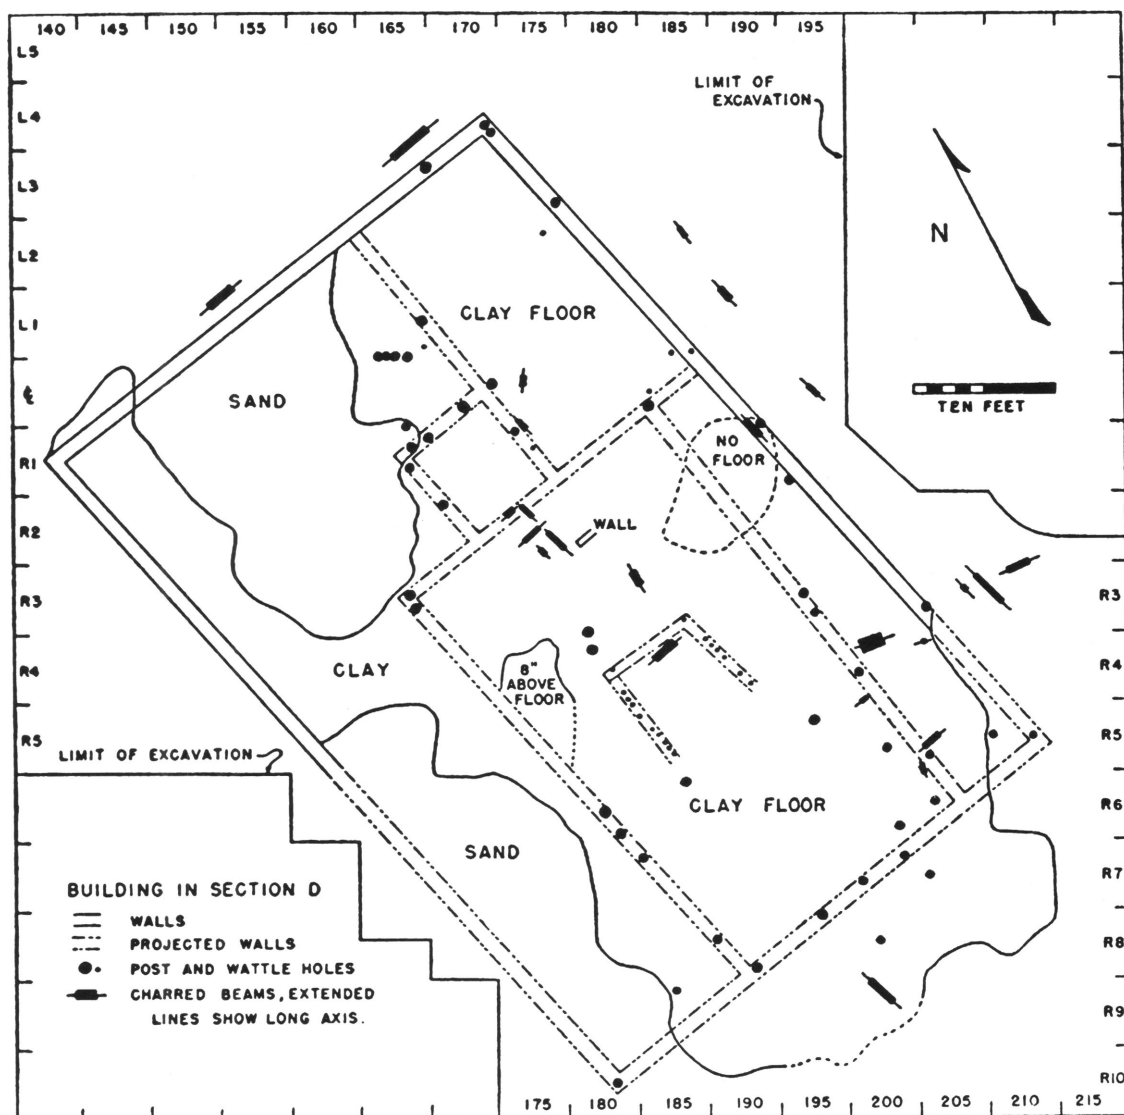 140 145 150 155 160 165 170 175 180 185 190 195
L5
L4
L3
L2
L1
℄
R1
R2
R3
R4
R5
LIMIT OF
EXCAVATION
N
TEN FEET
CLAY FLOOR
SAND
NO
FLOOR
WALL
R3
R4
R5
R6
R7
R8
R9
R10
CLAY
8"
ABOVE
FLOOR
LIMIT OF EXCAVATION
CLAY FLOOR
SAND
BUILDING IN SECTION D
WALLS
PROJECTED WALLS
POST AND WATTLE HOLES
CHARRED BEAMS, EXTENDED
LINES SHOW LONG AXIS.
175 180 185 190 195 200 205 210 215